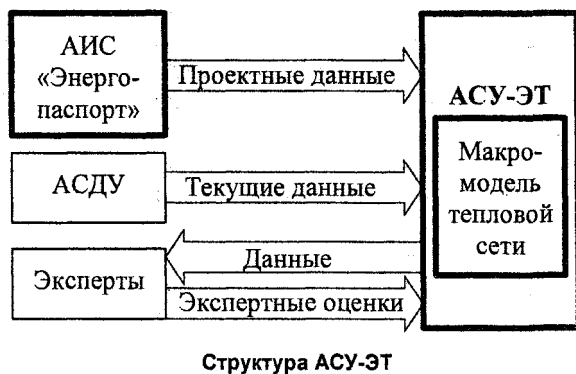 АИС
«Энерго-
паспорт»
Проектные данные
АСУ-ЭТ
Макро-
модель
тепловой
сети
АСДУ
Текущие данные
Данные
Эксперты
Экспертные оценки
Структура АСУ-ЭТ